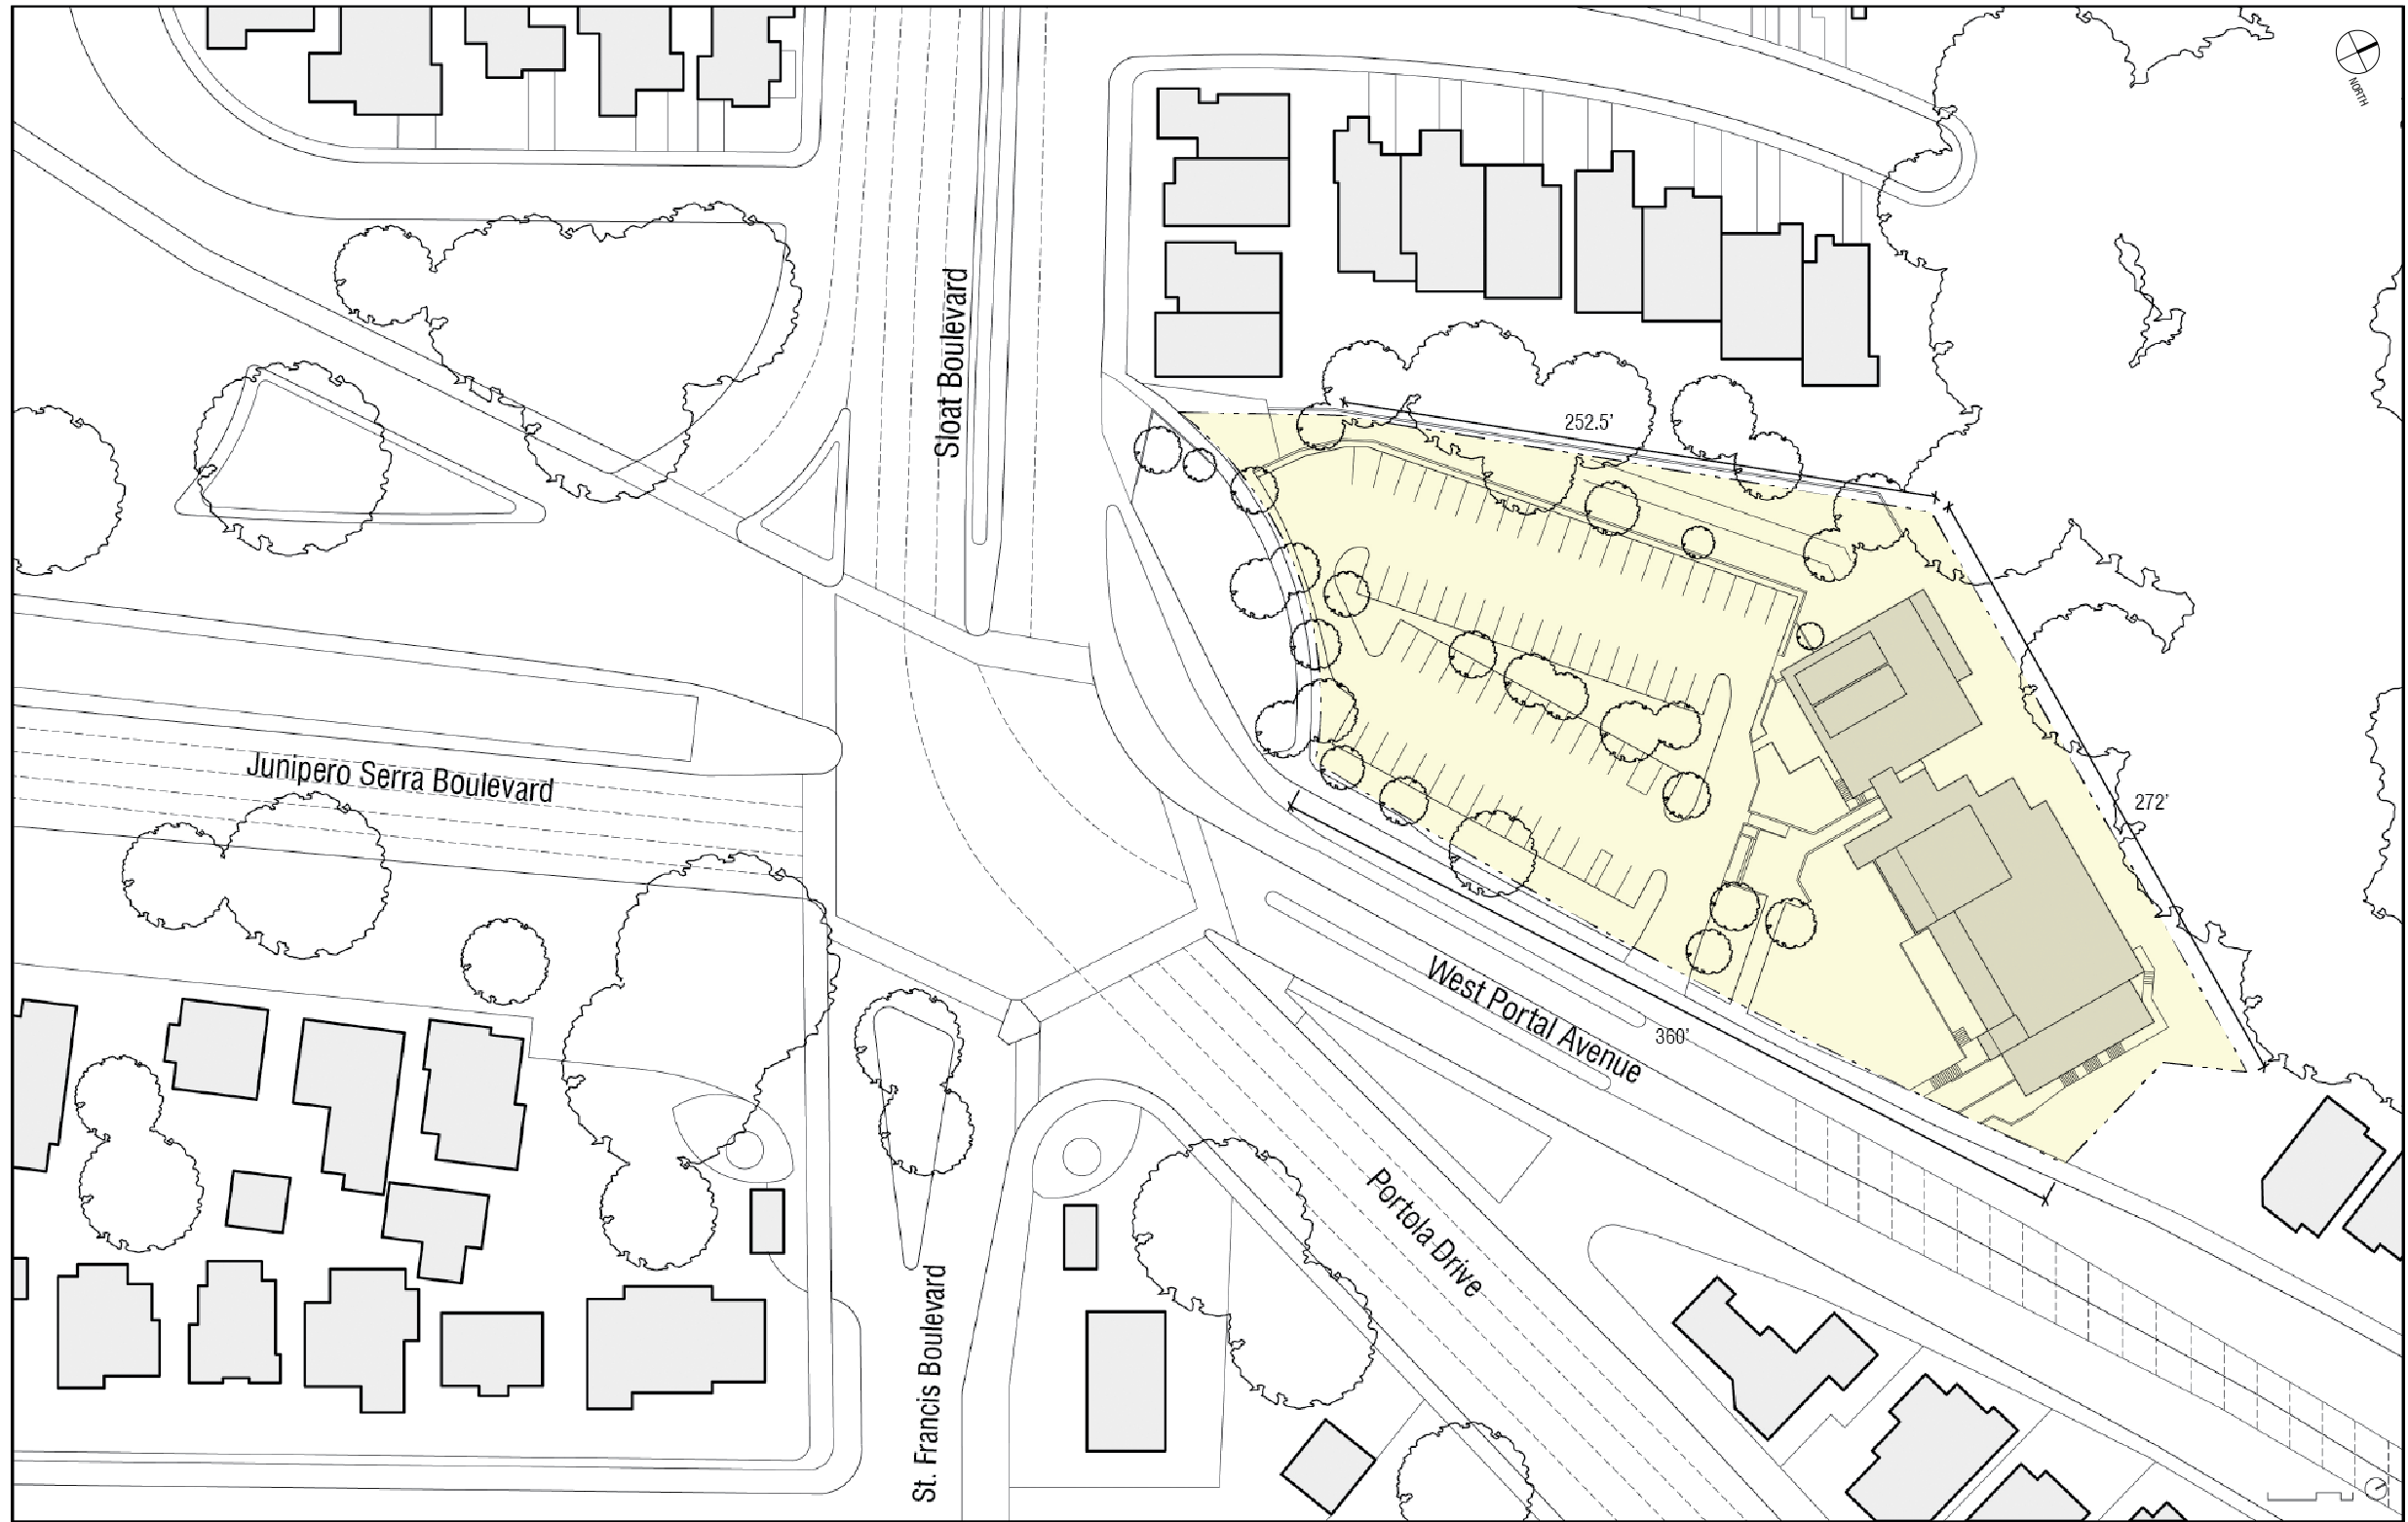 NORTH
Sloat Boulevard
252.5'
Junipero Serra Boulevard
272'
West Portal Avenue
360'
Portola Drive
St. Francis Boulevard